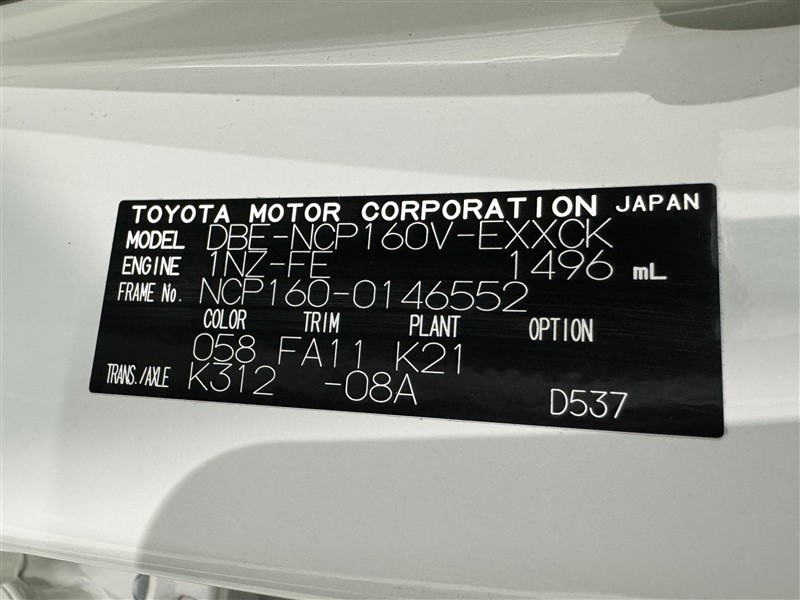 TOYOTA MOTOR CORPORATION JAPAN
MODEL DBE-NCP160V-EXXCK
ENGINE 1NZ-FE 1496 mL
FRAME No. NCP160-0146552
COLOR TRIM PLANT OPTION
058 FA11 K21
TRANS./AXLE K312 -08A D537